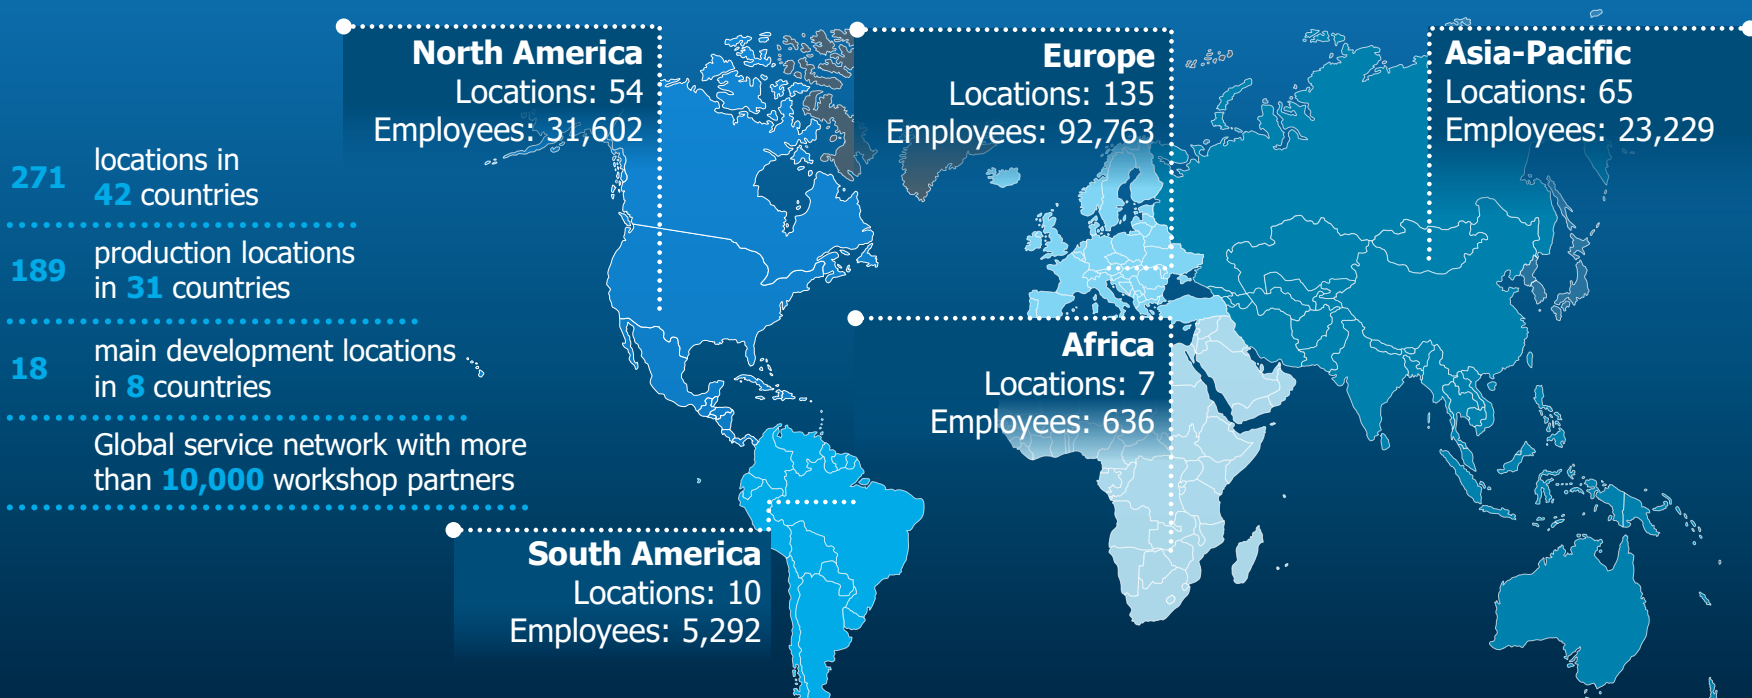 North America
Locations: 54
Employees: 31,602
Europe
Locations: 135
Employees: 92,763
Asia-Pacific
Locations: 65
Employees: 23,229
271 locations in
42 countries
189 production locations
in 31 countries
18 main development locations
in 8 countries
Global service network with more
than 10,000 workshop partners
Africa
Locations: 7
Employees: 636
South America
Locations: 10
Employees: 5,292